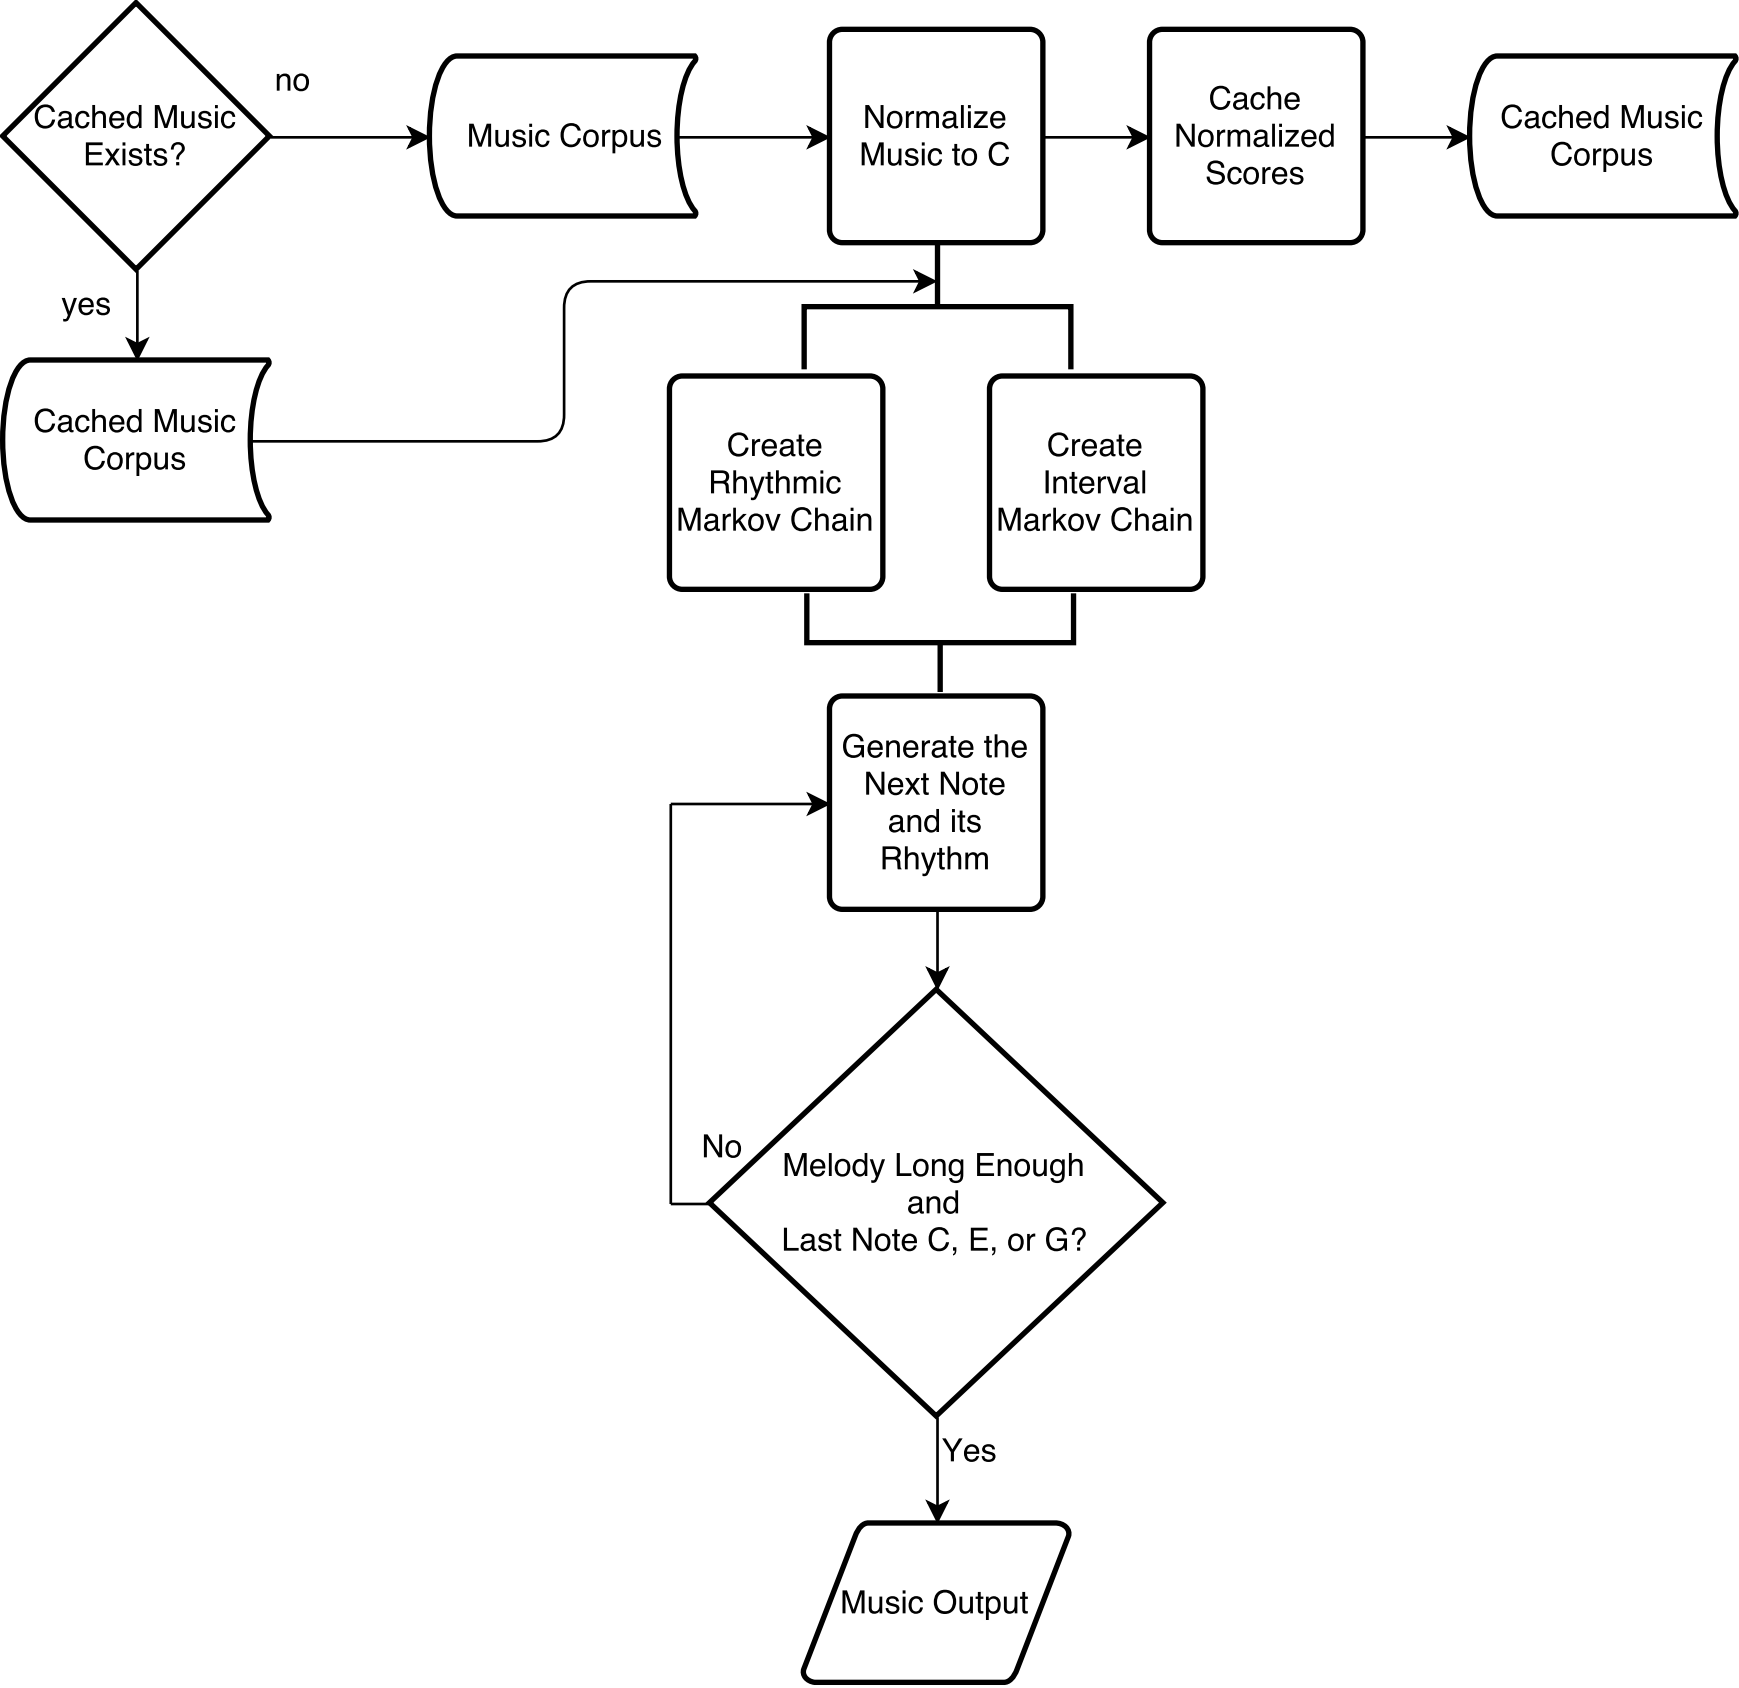 Cached Music
Exists?
no
Music Corpus
Normalize
Music to C
Cache
Normalized
Scores
Cached Music
Corpus
yes
Cached Music
Corpus
Create
Rhythmic
Markov Chain
Create
Interval
Markov Chain
Generate the
Next Note
and its
Rhythm
No
Melody Long Enough
and
Last Note C, E, or G?
Yes
Music Output